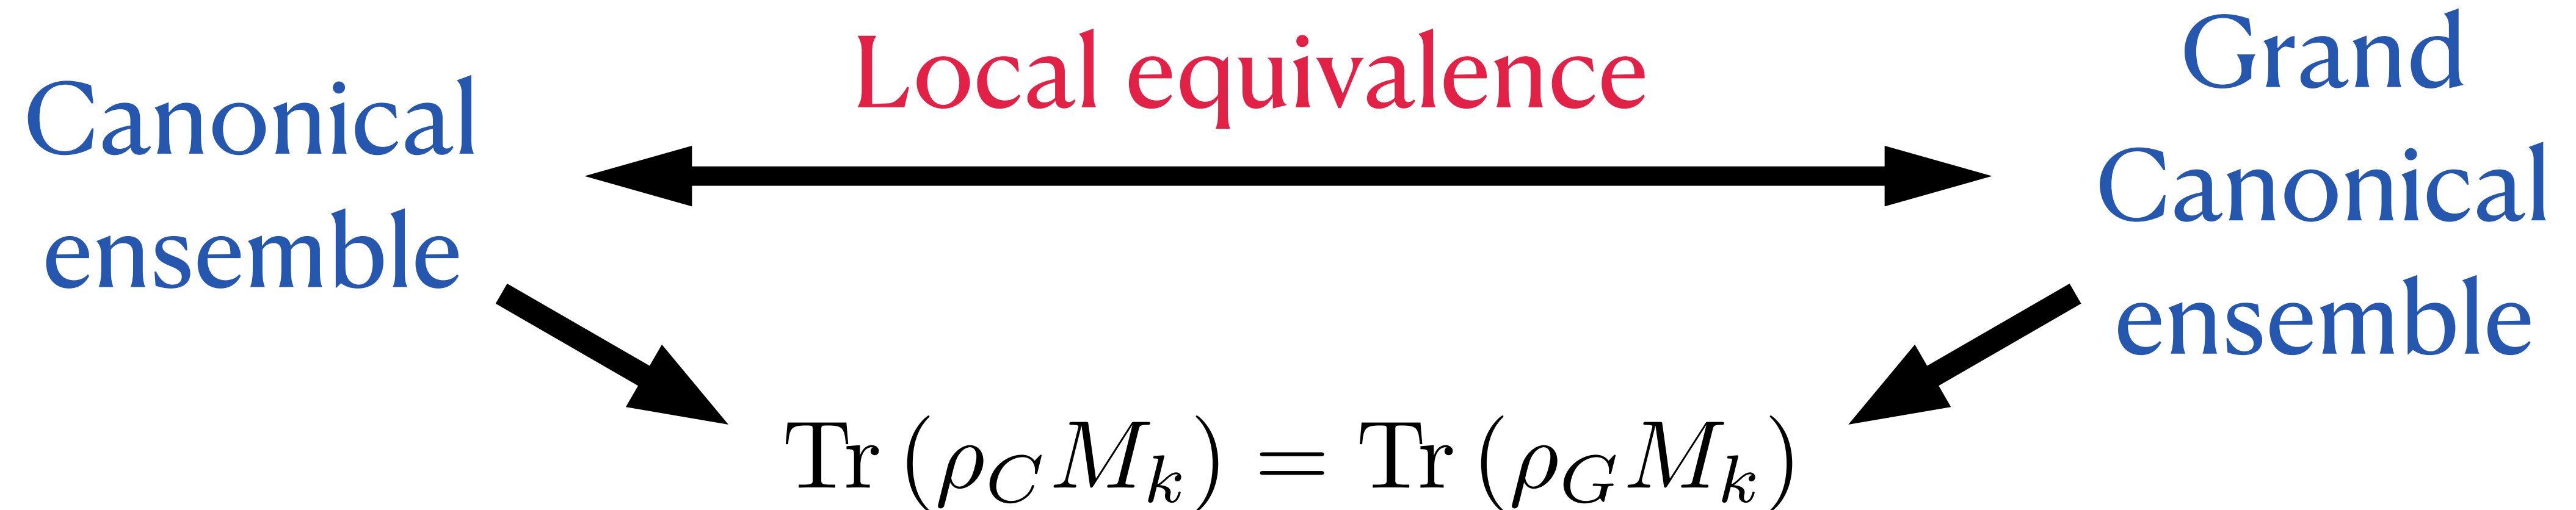 Canonical
ensemble
Local equivalence
Grand
Canonical
ensemble
Tr (ρ_C M_k) = Tr (ρ_G M_k)